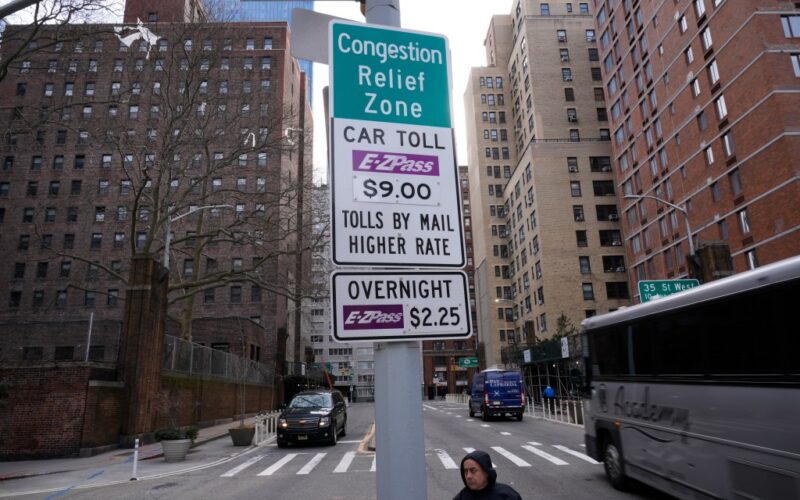 Congestion
Relief
Zone
CAR TOLL
E-ZPass
$9.00
TOLLS BY MAIL
HIGHER RATE
OVERNIGHT
E-ZPass $2.25
35 St West
Academy